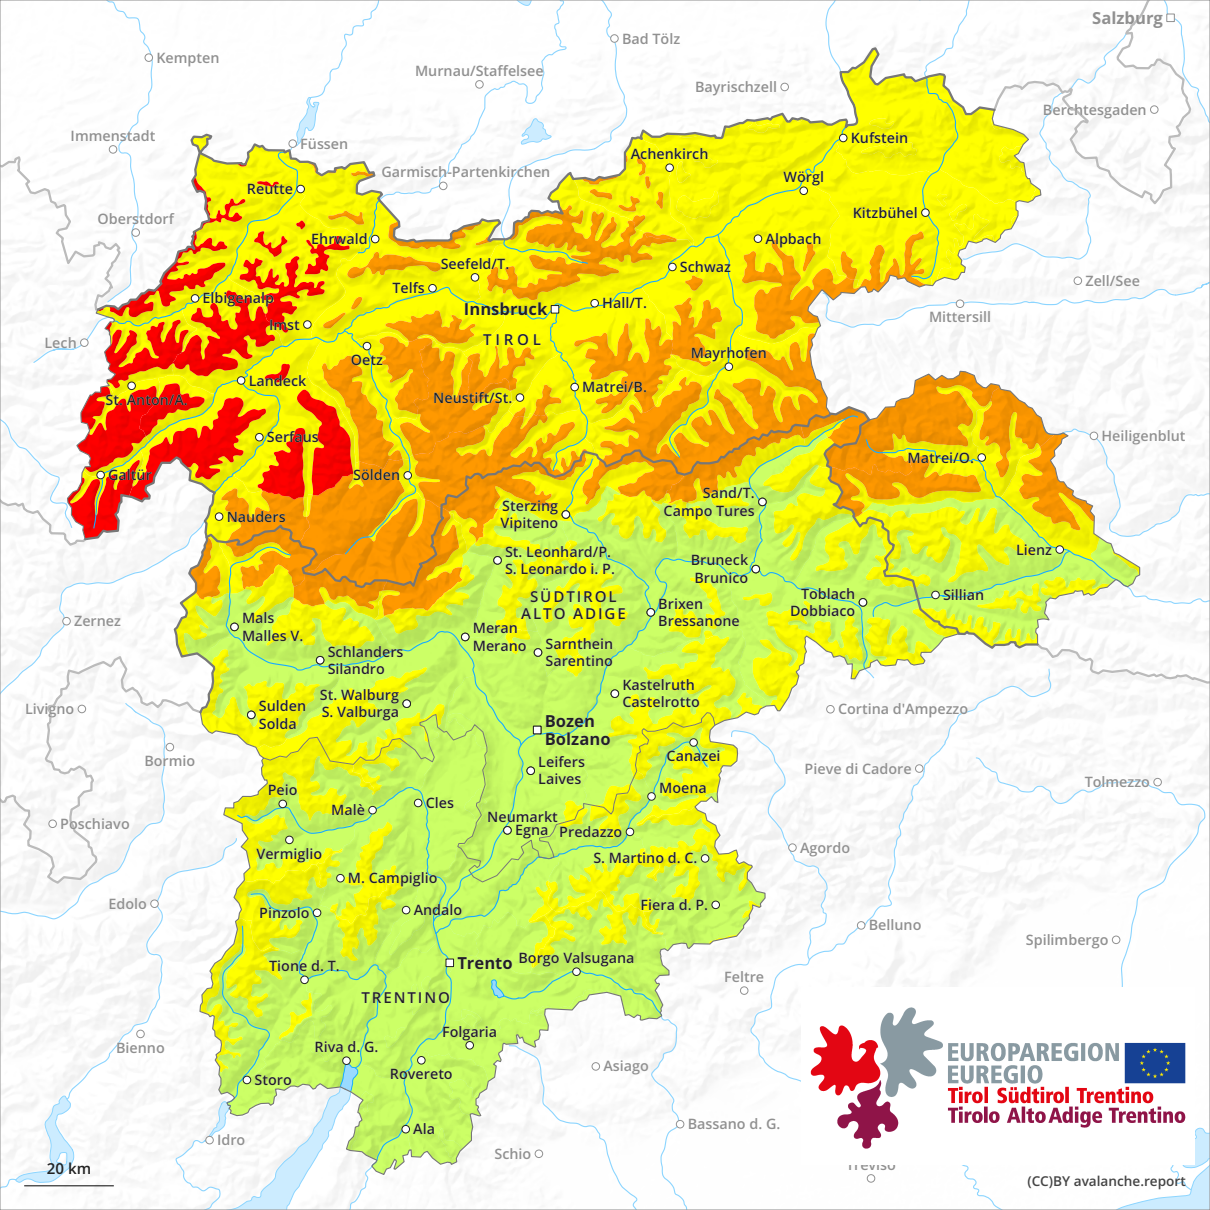 Salzburg
Bad Tölz
Kempten
Murnau/Staffelsee
Bayrischzell
Berchtesgaden
Immenstadt
Füssen
Kufstein
Achenkirch
Garmisch-Partenkirchen
Wörgl
Reutte
Oberstdorf
Kitzbühel
Ehrwald
Alpbach
Seefeld/T.
Schwaz
Zell/See
Telfs
Elbigenalp
Hall/T.
Innsbruck
Mittersill
Imst
Lech
TIROL
Oetz
Mayrhofen
Landeck
Matrei/B.
St. Anton/A.
Neustift/St.
Serfaus
Heiligenblut
Matrei/O.
Galtür
Sölden
Sand/T.
Campo Tures
Sterzing
Vipiteno
Nauders
St. Leonhard/P.
S. Leonardo i. P.
Lienz
Bruneck
Brunico
SÜDTIROL
ALTO ADIGE
Toblach
Dobbiaco
Sillian
Brixen
Bressanone
Zernez
Mals
Malles V.
Meran
Merano
Sarnthein
Sarentino
Schlanders
Silandro
Kastelruth
Castelrotto
St. Walburg
S. Valburga
Livigno
Sulden
Solda
Cortina d'Ampezzo
Bozen
Bolzano
Canazei
Bormio
Leifers
Laives
Pieve di Cadore
Tolmezzo
Peio
Moena
Cles
Malè
Neumarkt
Egna
Predazzo
Poschiavo
Vermiglio
Agordo
S. Martino d. C.
M. Campiglio
Edolo
Fiera d. P.
Pinzolo
Andalo
Belluno
Spilimbergo
Borgo Valsugana
Trento
Tione d. T.
Feltre
TRENTINO
Folgaria
Bienno
Riva d. G.
EUROPAREGION
EUREGIO
Tirol Südtirol Trentino
Tirolo Alto Adige Trentino
Asiago
Rovereto
Storo
Ala
Bassano d. G.
Idro
Schio
Treviso
20 km
(CC)BY avalanche.report